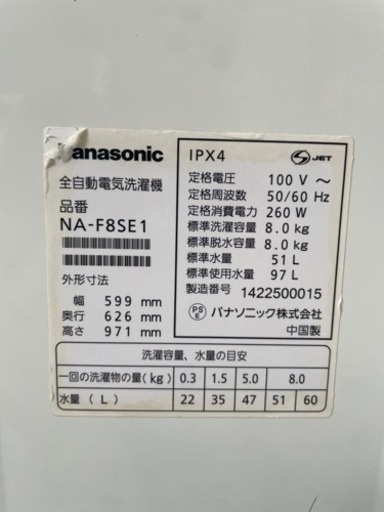 Panasonic
全自動電気洗濯機
品番
NA-F8SE1
外形寸法
幅 599 mm
奥行 626 mm
高さ 971 mm
IPX4
S JET
定格電圧 100 V ～
定格周波数 50/60 Hz
定格消費電力 260 W
標準洗濯容量 8.0 kg
標準脱水容量 8.0 kg
標準水量 51 L
標準使用水量 97 L
製造番号 1422500015
PS E パナソニック株式会社
中国製
洗濯容量、水量の目安
一回の洗濯物の量(kg) 0.3 1.5 5.0 8.0
水量 (L) 22 35 47 51 60